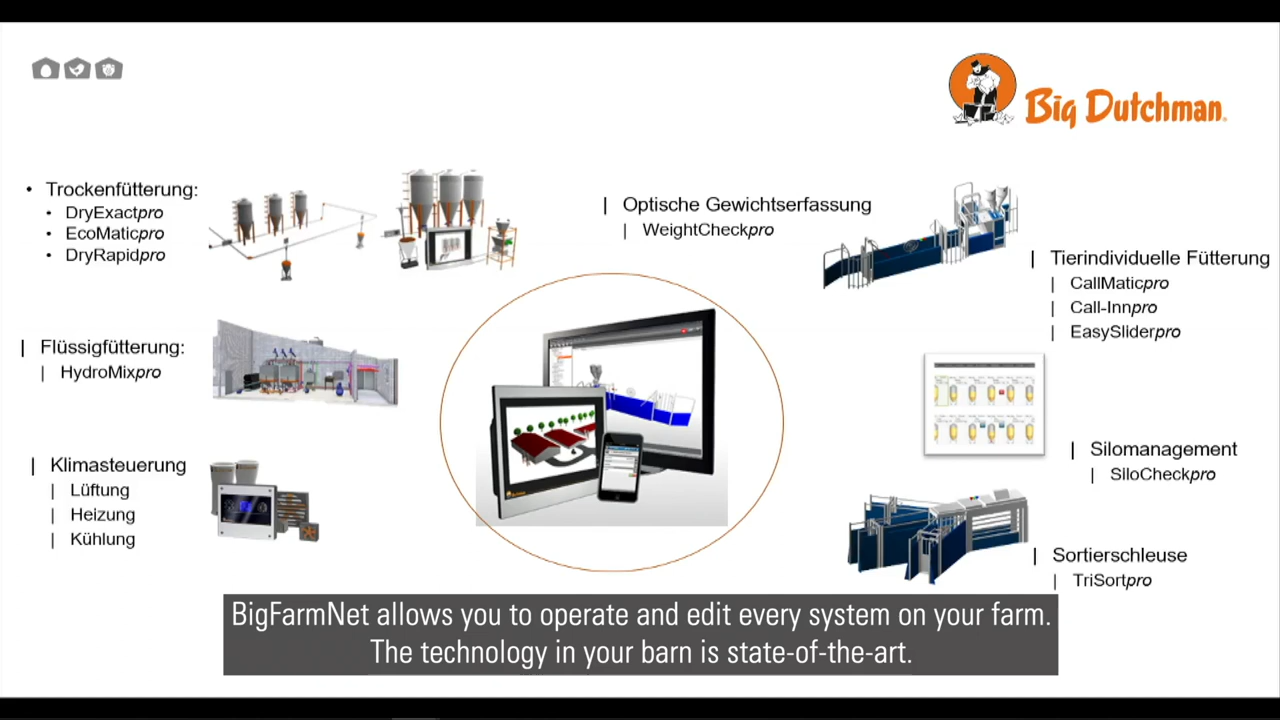 Big Dutchman
• Trockenfütterung:
• DryExactpro
• EcoMaticpro
• DryRapidpro
| Flüssigfütterung:
| HydroMixpro
| Klimasteuerung
| Lüftung
| Heizung
| Kühlung
| Optische Gewichtserfassung
| WeightCheckpro
| Tierindividuelle Fütterung
| CallMaticpro
| Call-Innpro
| EasySliderpro
| Silomanagement
| SiloCheckpro
| Sortierschleuse
| TriSortpro
BigFarmNet allows you to operate and edit every system on your farm.
The technology in your barn is state-of-the-art.